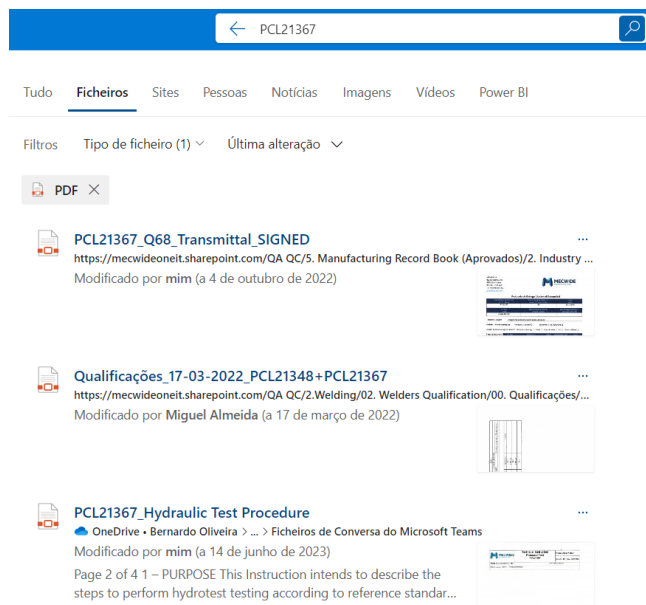 PCL21367
Tudo Ficheiros Sites Pessoas Notícias Imagens Vídeos Power BI
Filtros Tipo de ficheiro (1) Última alteração
PDF
PCL21367_Q68_Transmittal_SIGNED ...
https://mecwideoneit.sharepoint.com/QA QC/5. Manufacturing Record Book (Aprovados)/2. Industry ...
Modificado por mim (a 4 de outubro de 2022)
MECWIDE
Qualificações_17-03-2022_PCL21348+PCL21367 ...
https://mecwideoneit.sharepoint.com/QA QC/2.Welding/02. Welders Qualification/00. Qualificações/...
Modificado por Miguel Almeida (a 17 de março de 2022)
PCL21367_Hydraulic Test Procedure ...
OneDrive • Bernardo Oliveira > ... > Ficheiros de Conversa do Microsoft Teams
Modificado por mim (a 14 de junho de 2023)
MECWIDE
Page 2 of 4 1 – PURPOSE This Instruction intends to describe the
steps to perform hydrotest testing according to reference standar...